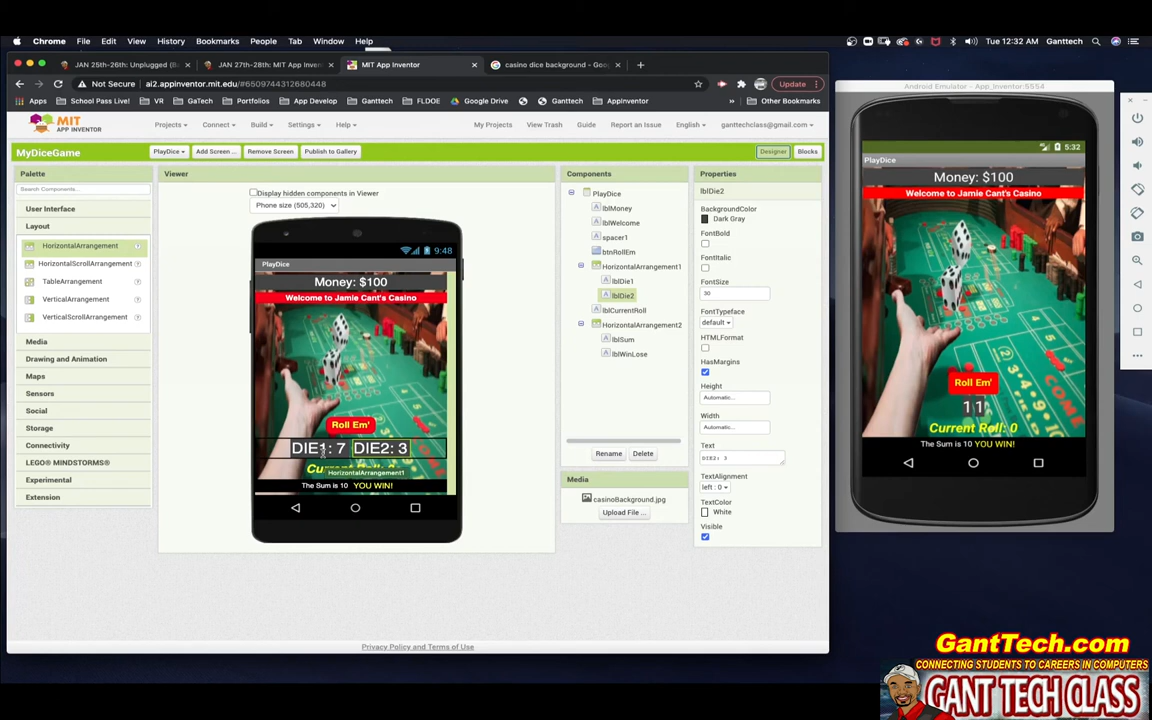 Chrome File Edit View History Bookmarks People Tab Window Help
Tue 12:32 AM Ganttech
JAN 25th-26th: Unplugged (Ba
JAN 27th-28th: MIT App Invent
MIT App Inventor
casino dice background - Goo
Not Secure | ai2.appinventor.mit.edu/#6509744312680448
Update
Apps School Pass Live! VR GaTech Portfolios App Develop Ganttech FLDOE Google Drive Ganttech AppInventor » Other Bookmarks
MIT
APP INVENTOR
Projects Connect Build Settings Help My Projects View Trash Guide Report an Issue English ganttechclass@gmail.com
MyDiceGame
PlayDice Add Screen ... Remove Screen Publish to Gallery Designer Blocks
Palette
Search Components...
User Interface
Layout
HorizontalArrangement
HorizontalScrollArrangement
TableArrangement
VerticalArrangement
VerticalScrollArrangement
Media
Drawing and Animation
Maps
Sensors
Social
Storage
Connectivity
LEGO® MINDSTORMS®
Experimental
Extension
Viewer
Display hidden components in Viewer
Phone size (505,320)
9:48
PlayDice
Money: $100
Welcome to Jamie Cant's Casino
Roll Em'
DIE1: 7 DIE2: 3
HorizontalArrangement1
The Sum is 10 YOU WIN!
Components
PlayDice
lblMoney
lblWelcome
spacer1
btnRollEm
HorizontalArrangement1
lblDie1
lblDie2
lblCurrentRoll
HorizontalArrangement2
lblSum
lblWinLose
Rename Delete
Media
casinoBackground.jpg
Upload File ...
Properties
lblDie2
BackgroundColor
Dark Gray
FontBold
FontItalic
FontSize
30
FontTypeface
default
HTMLFormat
HasMargins
Height
Automatic...
Width
Automatic...
Text
DIE2: 3
TextAlignment
left : 0
TextColor
White
Visible
Privacy Policy and Terms of Use
Android Emulator - App_Inventor:5554
5:32
PlayDice
Money: $100
Welcome to Jamie Cant's Casino
Roll Em'
1 1
Current Roll: 0
The Sum is 10 YOU WIN!
GantTech.com
CONNECTING STUDENTS TO CAREERS IN COMPUTERS
GANT TECH CLASS